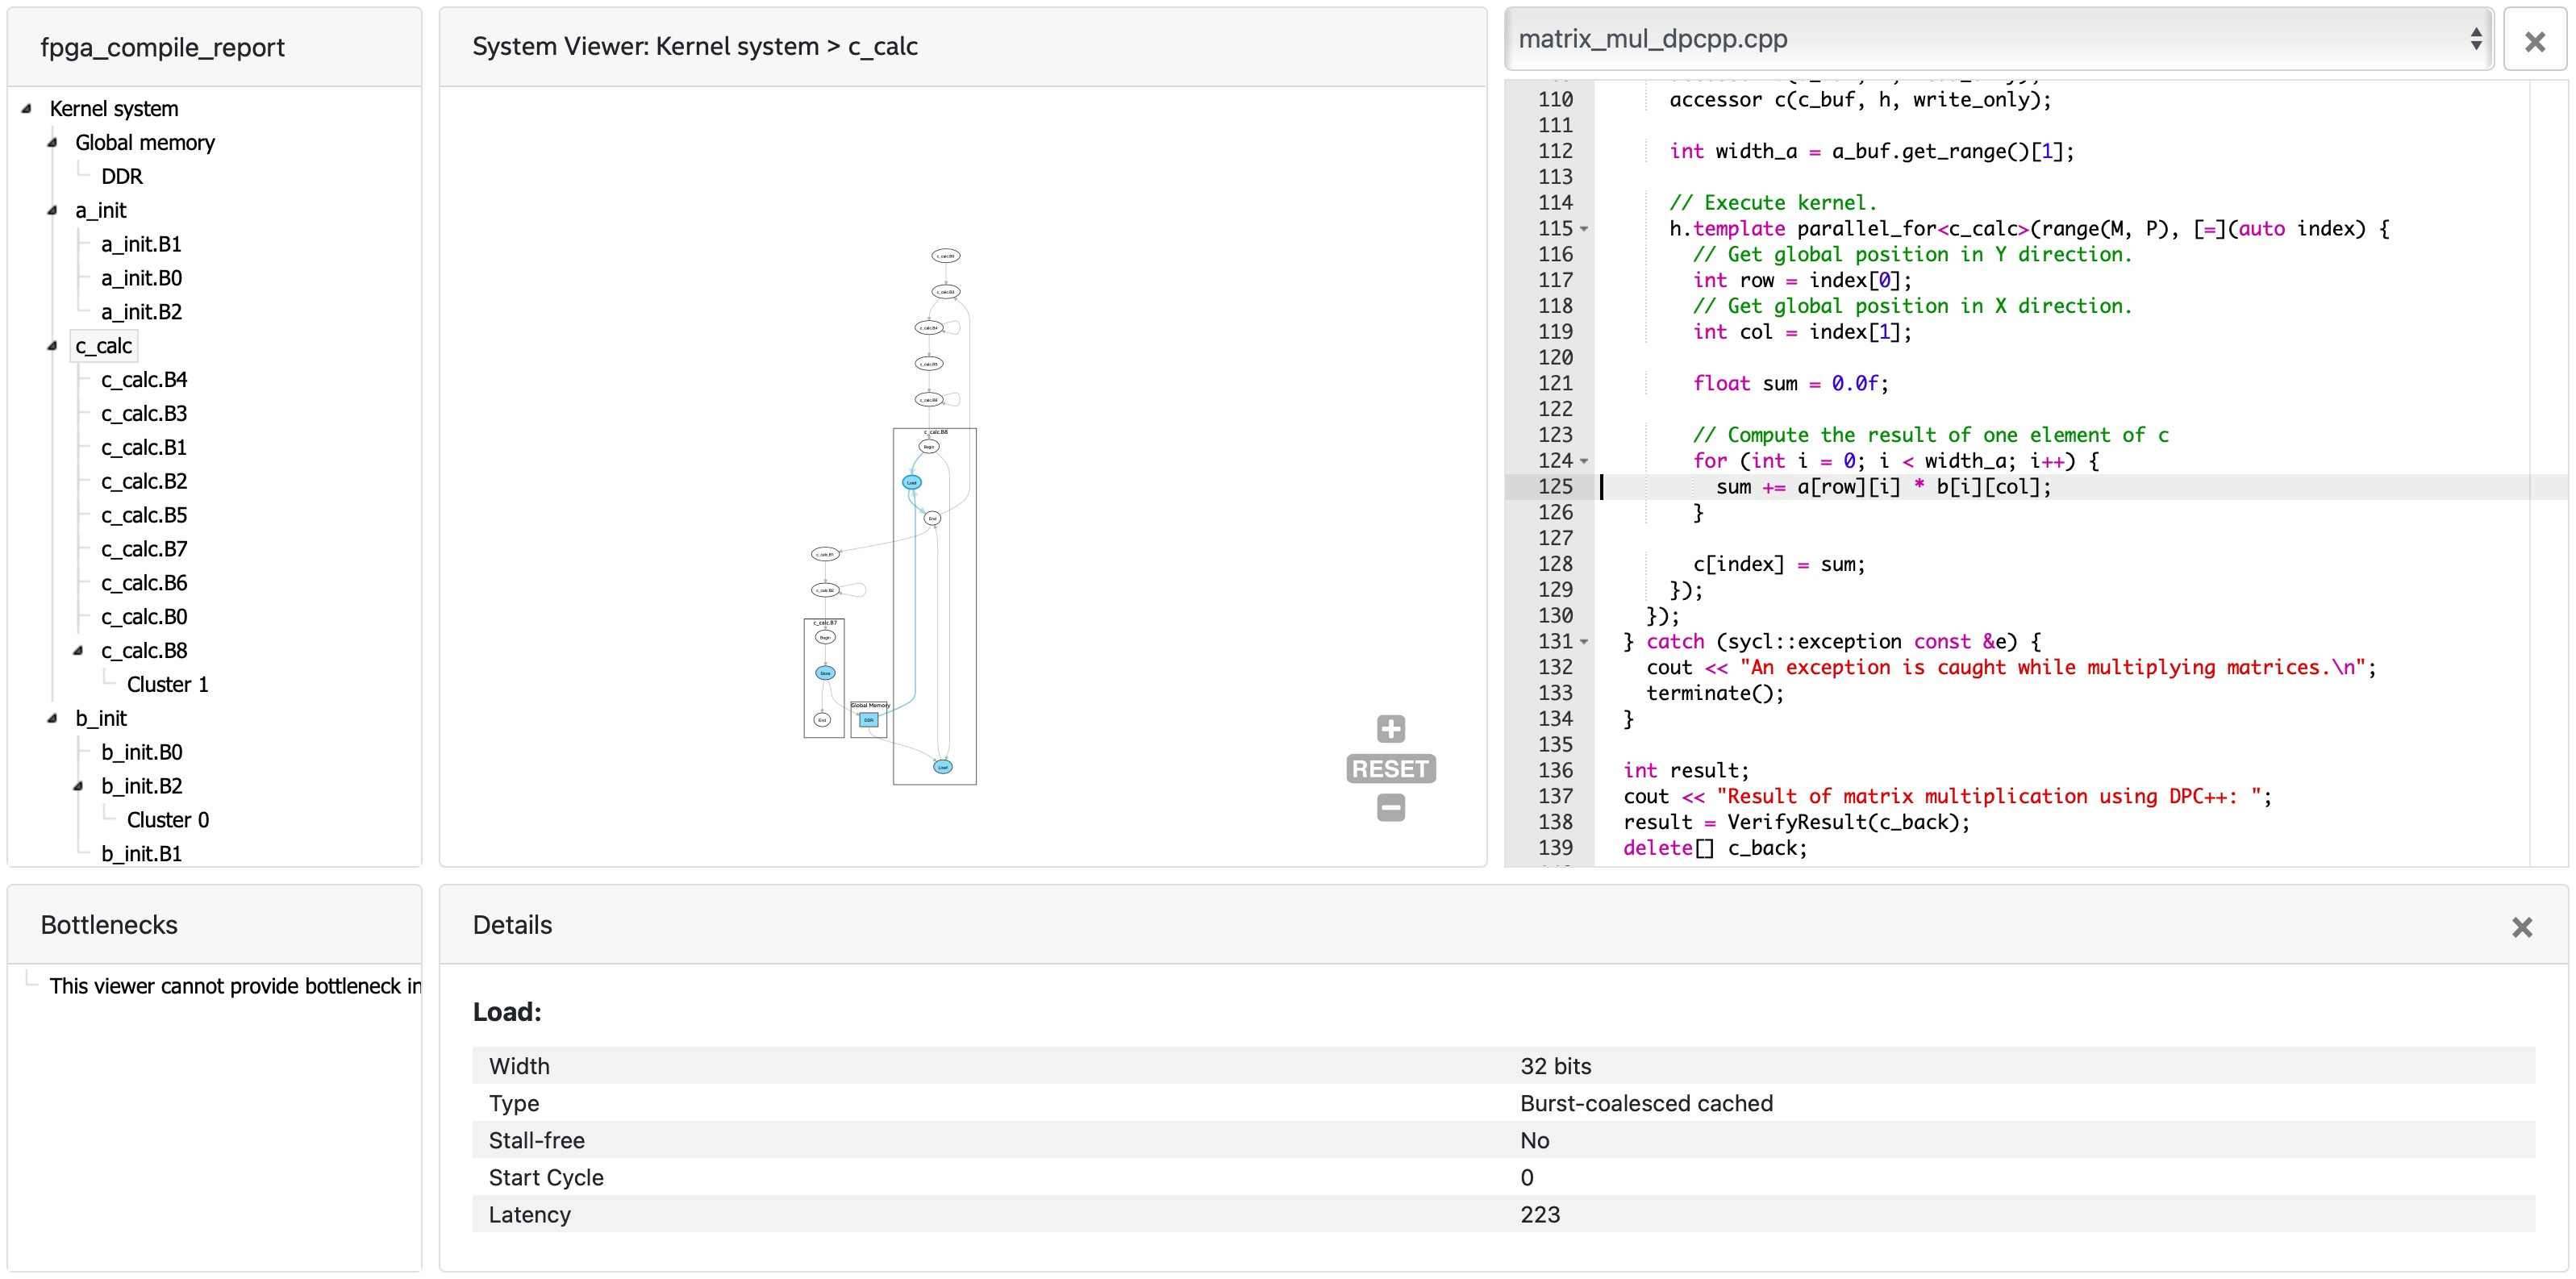 fpga_compile_report
Kernel system
Global memory
DDR
a_init
a_init.B1
a_init.B0
a_init.B2
c_calc
c_calc.B4
c_calc.B3
c_calc.B1
c_calc.B2
c_calc.B5
c_calc.B7
c_calc.B6
c_calc.B0
c_calc.B8
Cluster 1
b_init
b_init.B0
b_init.B2
Cluster 0
b_init.B1
System Viewer: Kernel system > c_calc
c_calc.B8
Begin
Load
End
c_calc.B7
Begin
End
Global Memory
DDR
Load
RESET
matrix_mul_dpcpp.cpp
110 accessor c(c_buf, h, write_only);
111
112 int width_a = a_buf.get_range()[1];
113
114 // Execute kernel.
115 h.template parallel_for<c_calc>(range(M, P), [=](auto index) {
116 // Get global position in Y direction.
117 int row = index[0];
118 // Get global position in X direction.
119 int col = index[1];
120
121 float sum = 0.0f;
122
123 // Compute the result of one element of c
124 for (int i = 0; i < width_a; i++) {
125 sum += a[row][i] * b[i][col];
126 }
127
128 c[index] = sum;
129 });
130 });
131 } catch (sycl::exception const &e) {
132 cout << "An exception is caught while multiplying matrices.\n";
133 terminate();
134 }
135
136 int result;
137 cout << "Result of matrix multiplication using DPC++: ";
138 result = VerifyResult(c_back);
139 delete[] c_back;
Bottlenecks
This viewer cannot provide bottleneck in
Details
Load:
Width 32 bits
Type Burst-coalesced cached
Stall-free No
Start Cycle 0
Latency 223